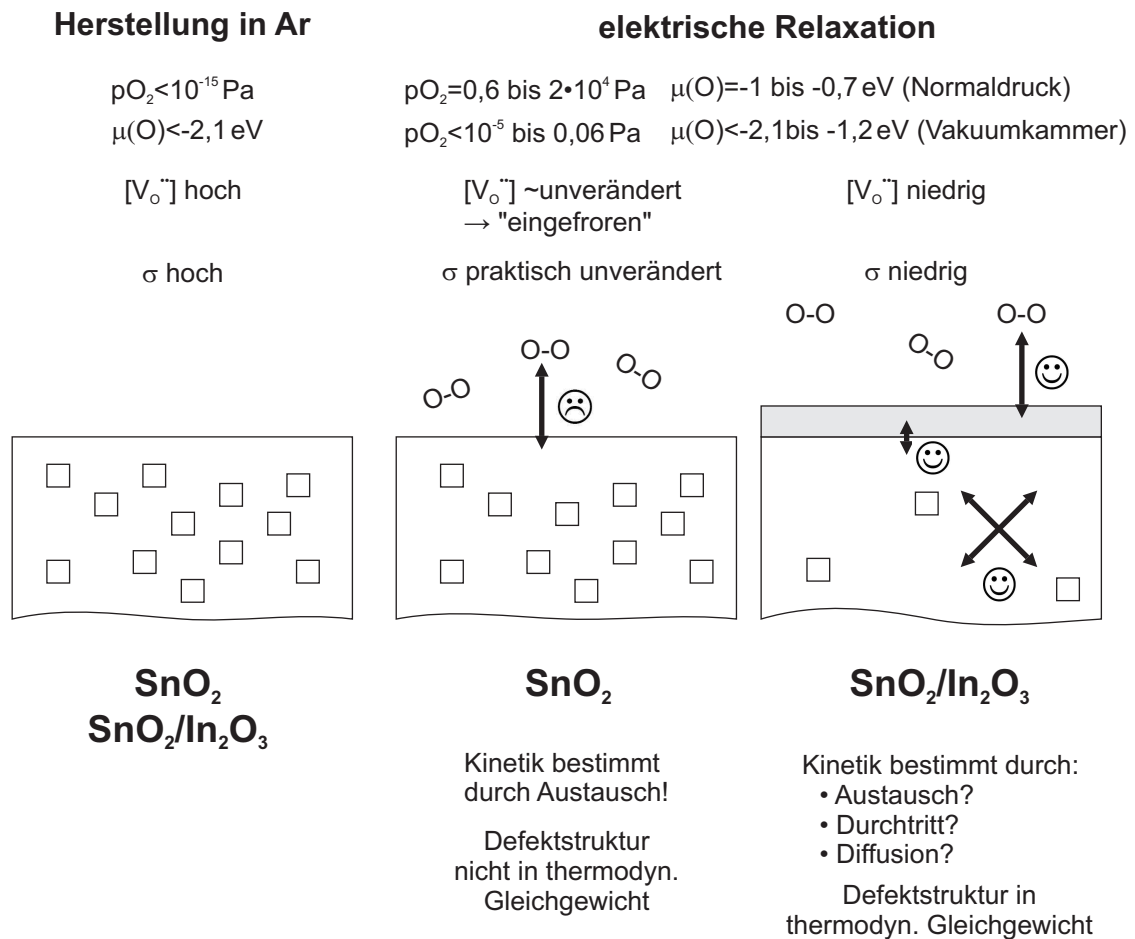 Herstellung in Ar
pO₂<10⁻¹⁵ Pa
μ(O)<-2,1 eV
[V₀¨] hoch
σ hoch
SnO₂
SnO₂/In₂O₃
elektrische Relaxation
pO₂=0,6 bis 2•10⁴ Pa μ(O)=-1 bis -0,7 eV (Normaldruck)
pO₂<10⁻⁵ bis 0,06 Pa μ(O)<-2,1bis -1,2 eV (Vakuumkammer)
[V₀¨] ~unverändert
→ "eingefroren"
σ praktisch unverändert
O-O
O-O
O-O
SnO₂
Kinetik bestimmt
durch Austausch!
Defektstruktur
nicht in thermodyn.
Gleichgewicht
[V₀¨] niedrig
σ niedrig
O-O
O-O
O-O
SnO₂/In₂O₃
Kinetik bestimmt durch:
• Austausch?
• Durchtritt?
• Diffusion?
Defektstruktur in
thermodyn. Gleichgewicht